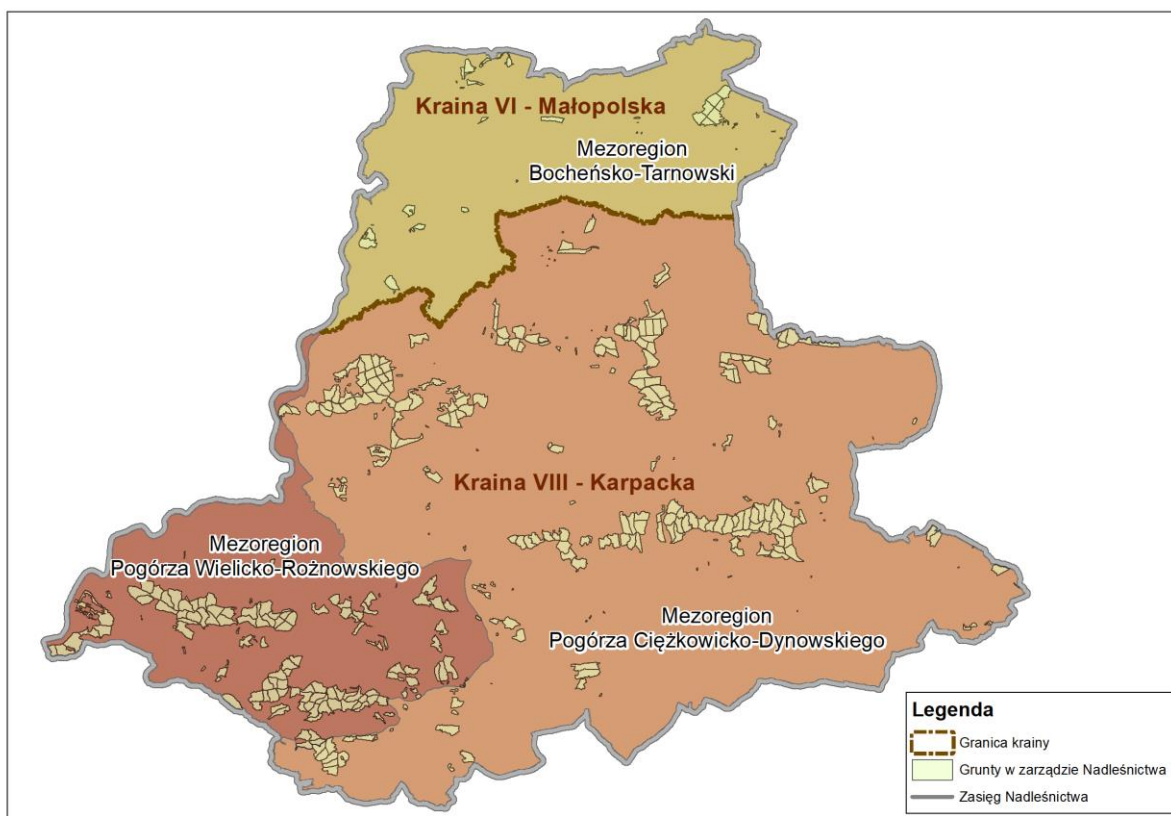 Kraina VI - Małopolska
Mezoregion
Bocheńsko-Tarnowski
Kraina VIII - Karpacka
Mezoregion
Pogórza Wielicko-Rożnowskiego
Mezoregion
Pogórza Ciężkowicko-Dynowskiego
Legenda
Granica krainy
Grunty w zarządzie Nadleśnictwa
Zasięg Nadleśnictwa